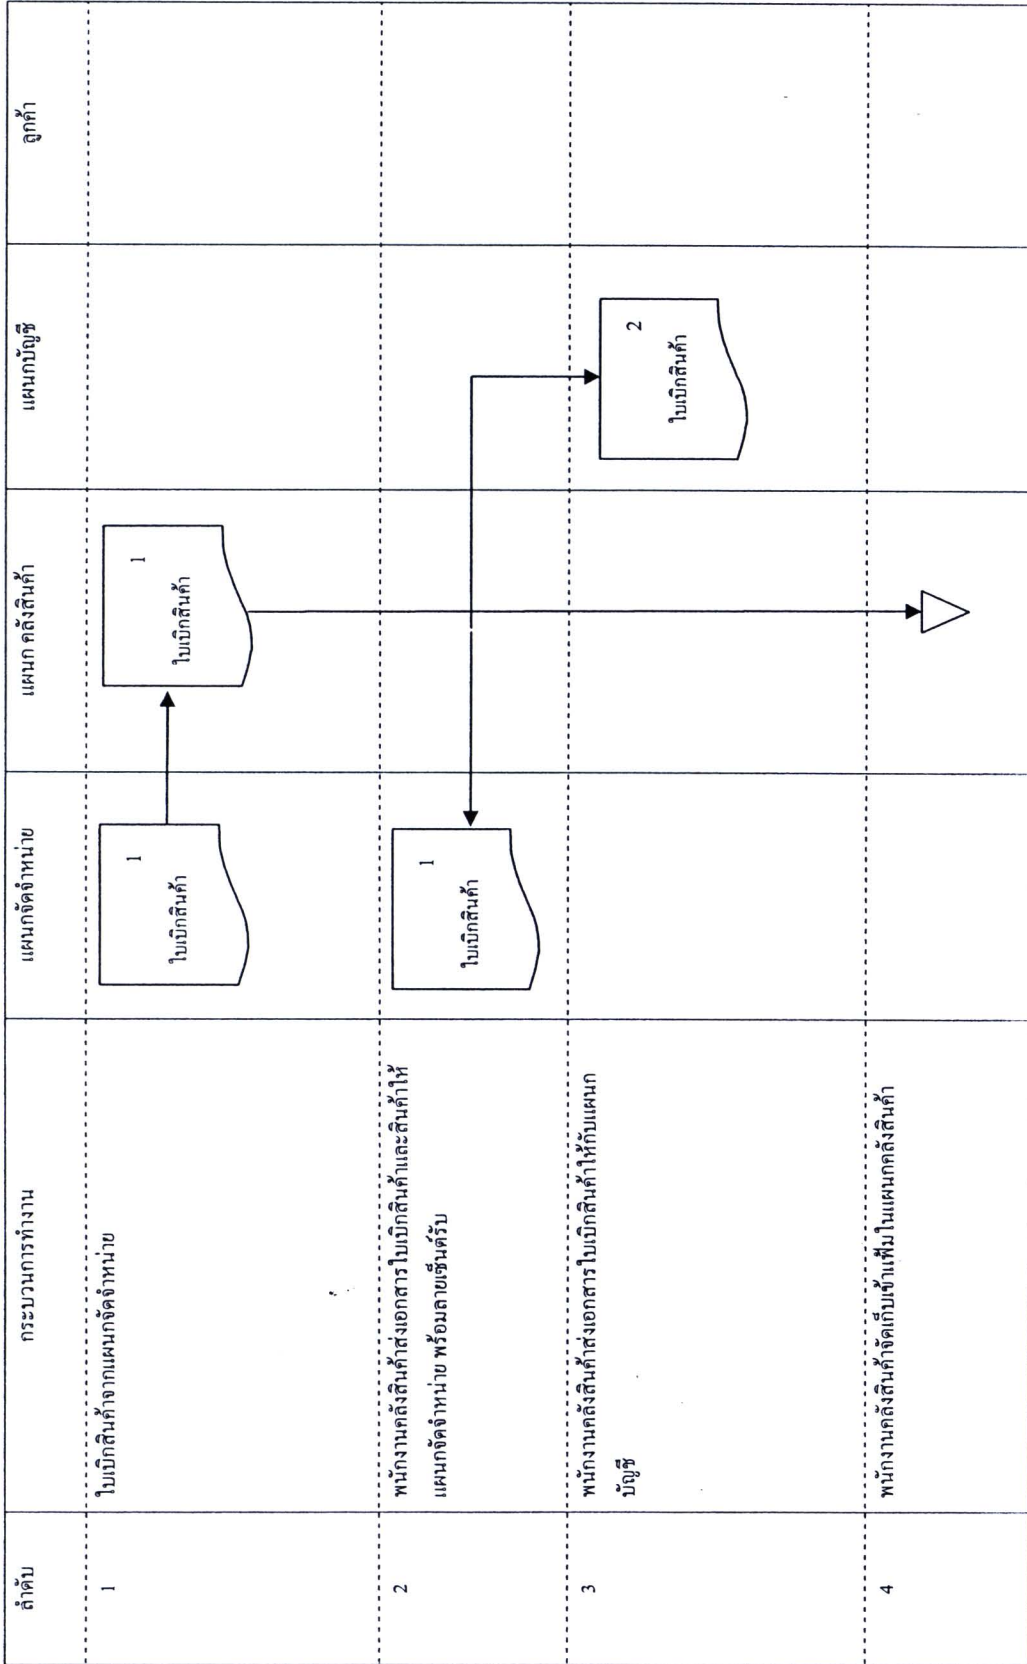 ลำดับ
กระบวนการทำงาน
แผนกจัดจำหน่าย
แผนก คลังสินค้า
แผนกบัญชี
ลูกค้า
1
ใบเบิกสินค้าจากแผนกจัดจำหน่าย
1
ใบเบิกสินค้า
1
ใบเบิกสินค้า
2
พนักงานคลังสินค้าส่งเอกสารใบเบิกสินค้าและสินค้าให้
แผนกจัดจำหน่าย พร้อมลายเซ็นต์รับ
1
ใบเบิกสินค้า
3
พนักงานคลังสินค้าส่งเอกสารใบเบิกสินค้าให้กับแผนก
บัญชี
2
ใบเบิกสินค้า
4
พนักงานคลังสินค้าจัดเก็บเข้าแฟ้มในแผนกคลังสินค้า